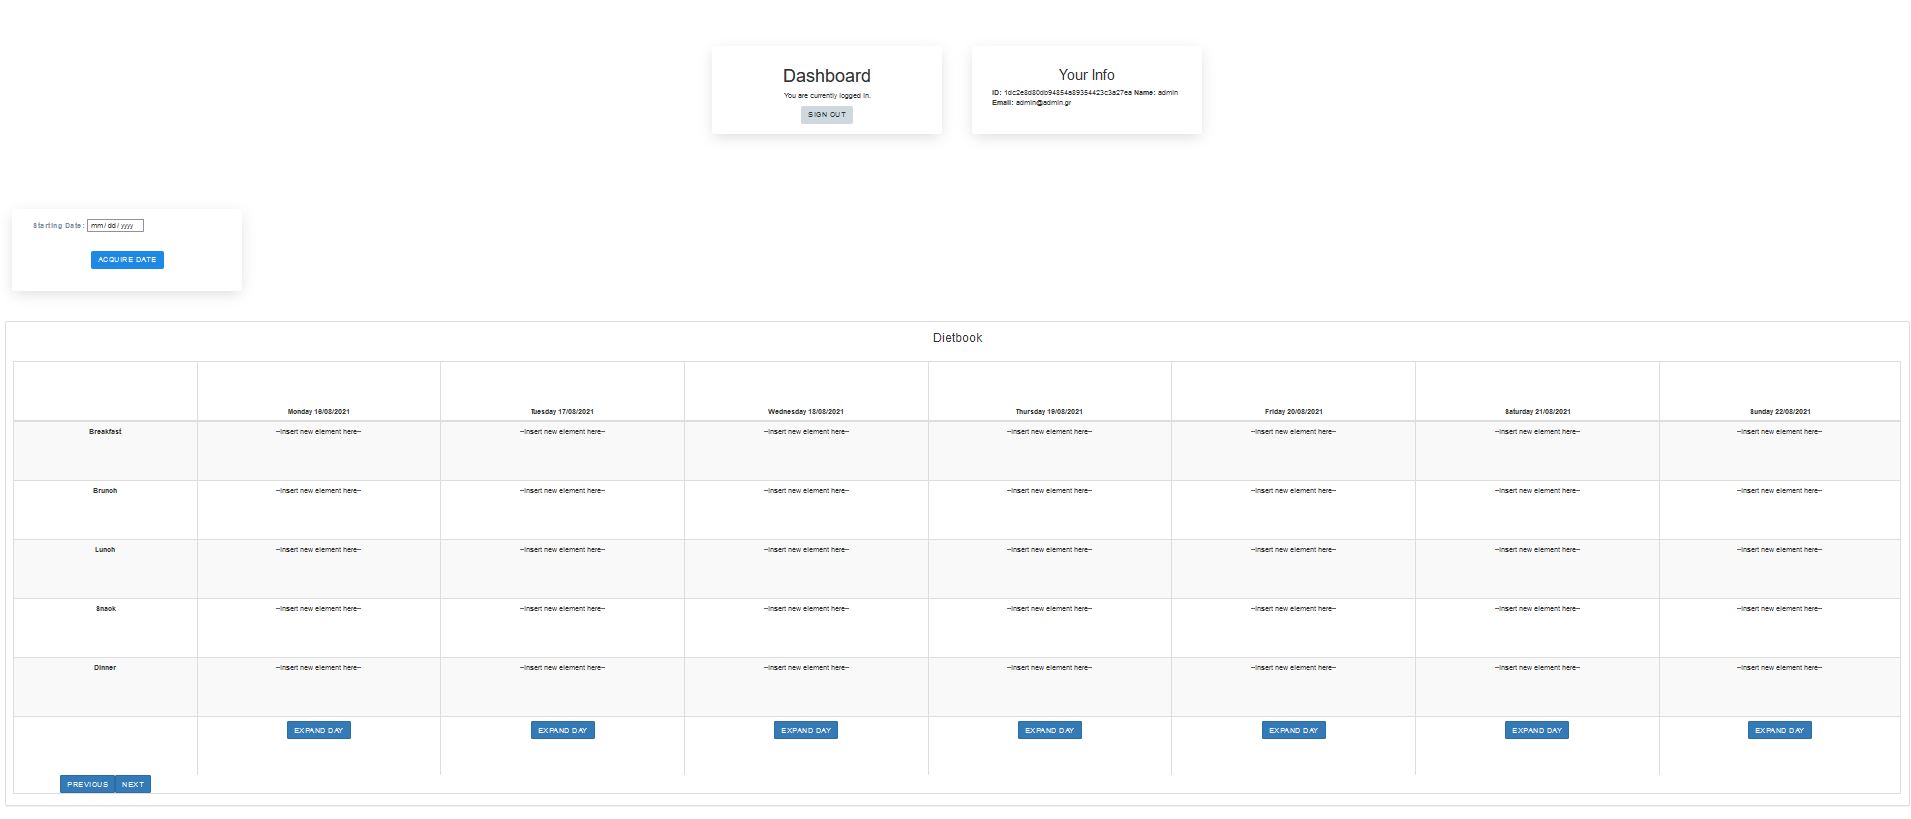 Dashboard
You are currently logged in.
SIGN OUT
Your Info
ID: 1dc2e8d80db94854a89354423c3a27ea Name: admin
Email: admin@admin.gr
Starting Date: mm/dd/yyyy
ACQUIRE DATE
Dietbook
Monday 16/08/2021 Tuesday 17/08/2021 Wednesday 18/08/2021 Thursday 19/08/2021 Friday 20/08/2021 Saturday 21/08/2021 Sunday 22/08/2021
Breakfast --Insert new element here-- --Insert new element here-- --Insert new element here-- --Insert new element here-- --Insert new element here-- --Insert new element here-- --Insert new element here--
Brunch --Insert new element here-- --Insert new element here-- --Insert new element here-- --Insert new element here-- --Insert new element here-- --Insert new element here-- --Insert new element here--
Lunch --Insert new element here-- --Insert new element here-- --Insert new element here-- --Insert new element here-- --Insert new element here-- --Insert new element here-- --Insert new element here--
Snack --Insert new element here-- --Insert new element here-- --Insert new element here-- --Insert new element here-- --Insert new element here-- --Insert new element here-- --Insert new element here--
Dinner --Insert new element here-- --Insert new element here-- --Insert new element here-- --Insert new element here-- --Insert new element here-- --Insert new element here-- --Insert new element here--
EXPAND DAY EXPAND DAY EXPAND DAY EXPAND DAY EXPAND DAY EXPAND DAY EXPAND DAY
PREVIOUS NEXT